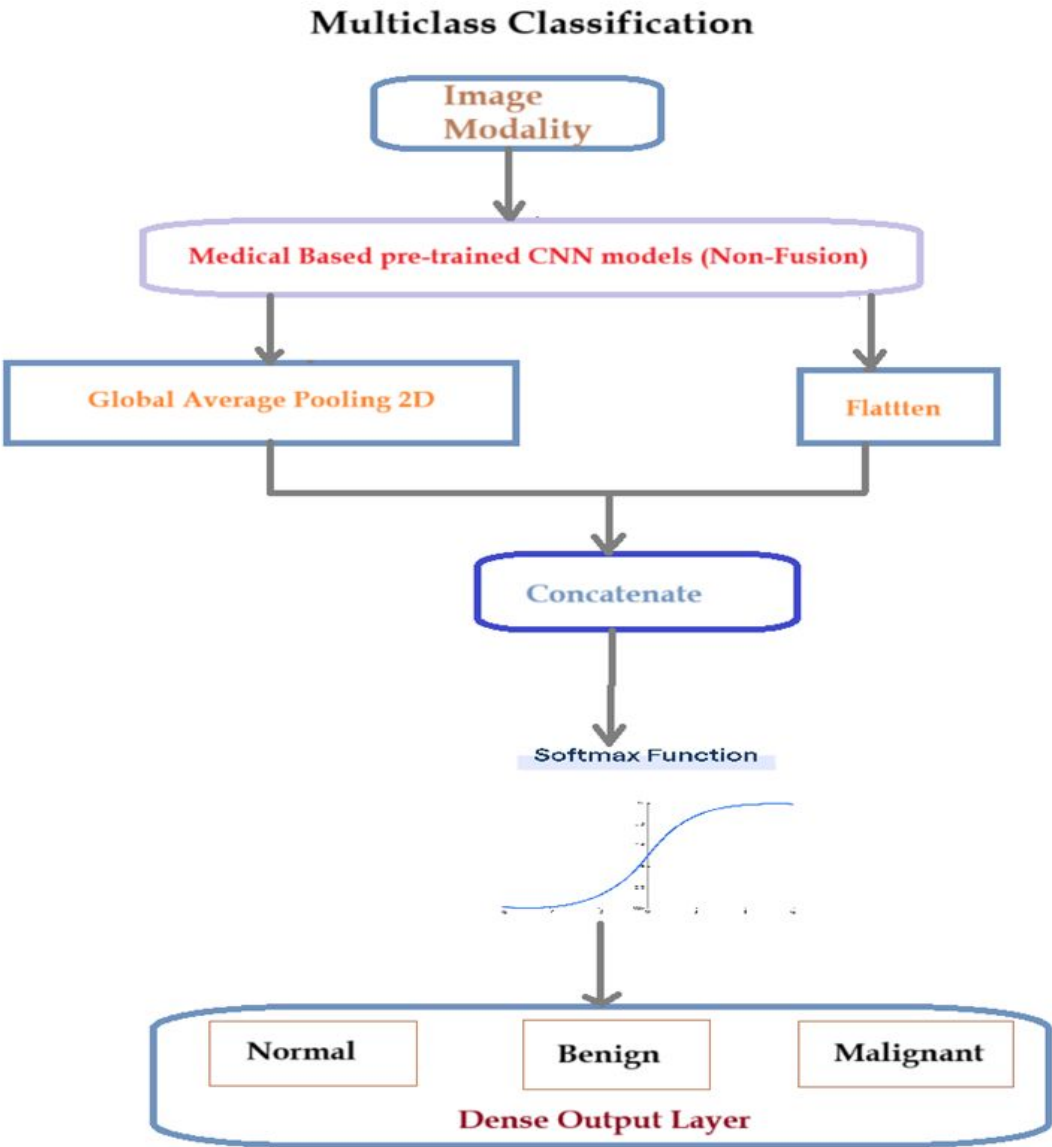 Multiclass Classification
Image
Modality
Medical Based pre-trained CNN models (Non-Fusion)
Global Average Pooling 2D
Flattten
Concatenate
Softmax Function
Normal
Benign
Malignant
Dense Output Layer